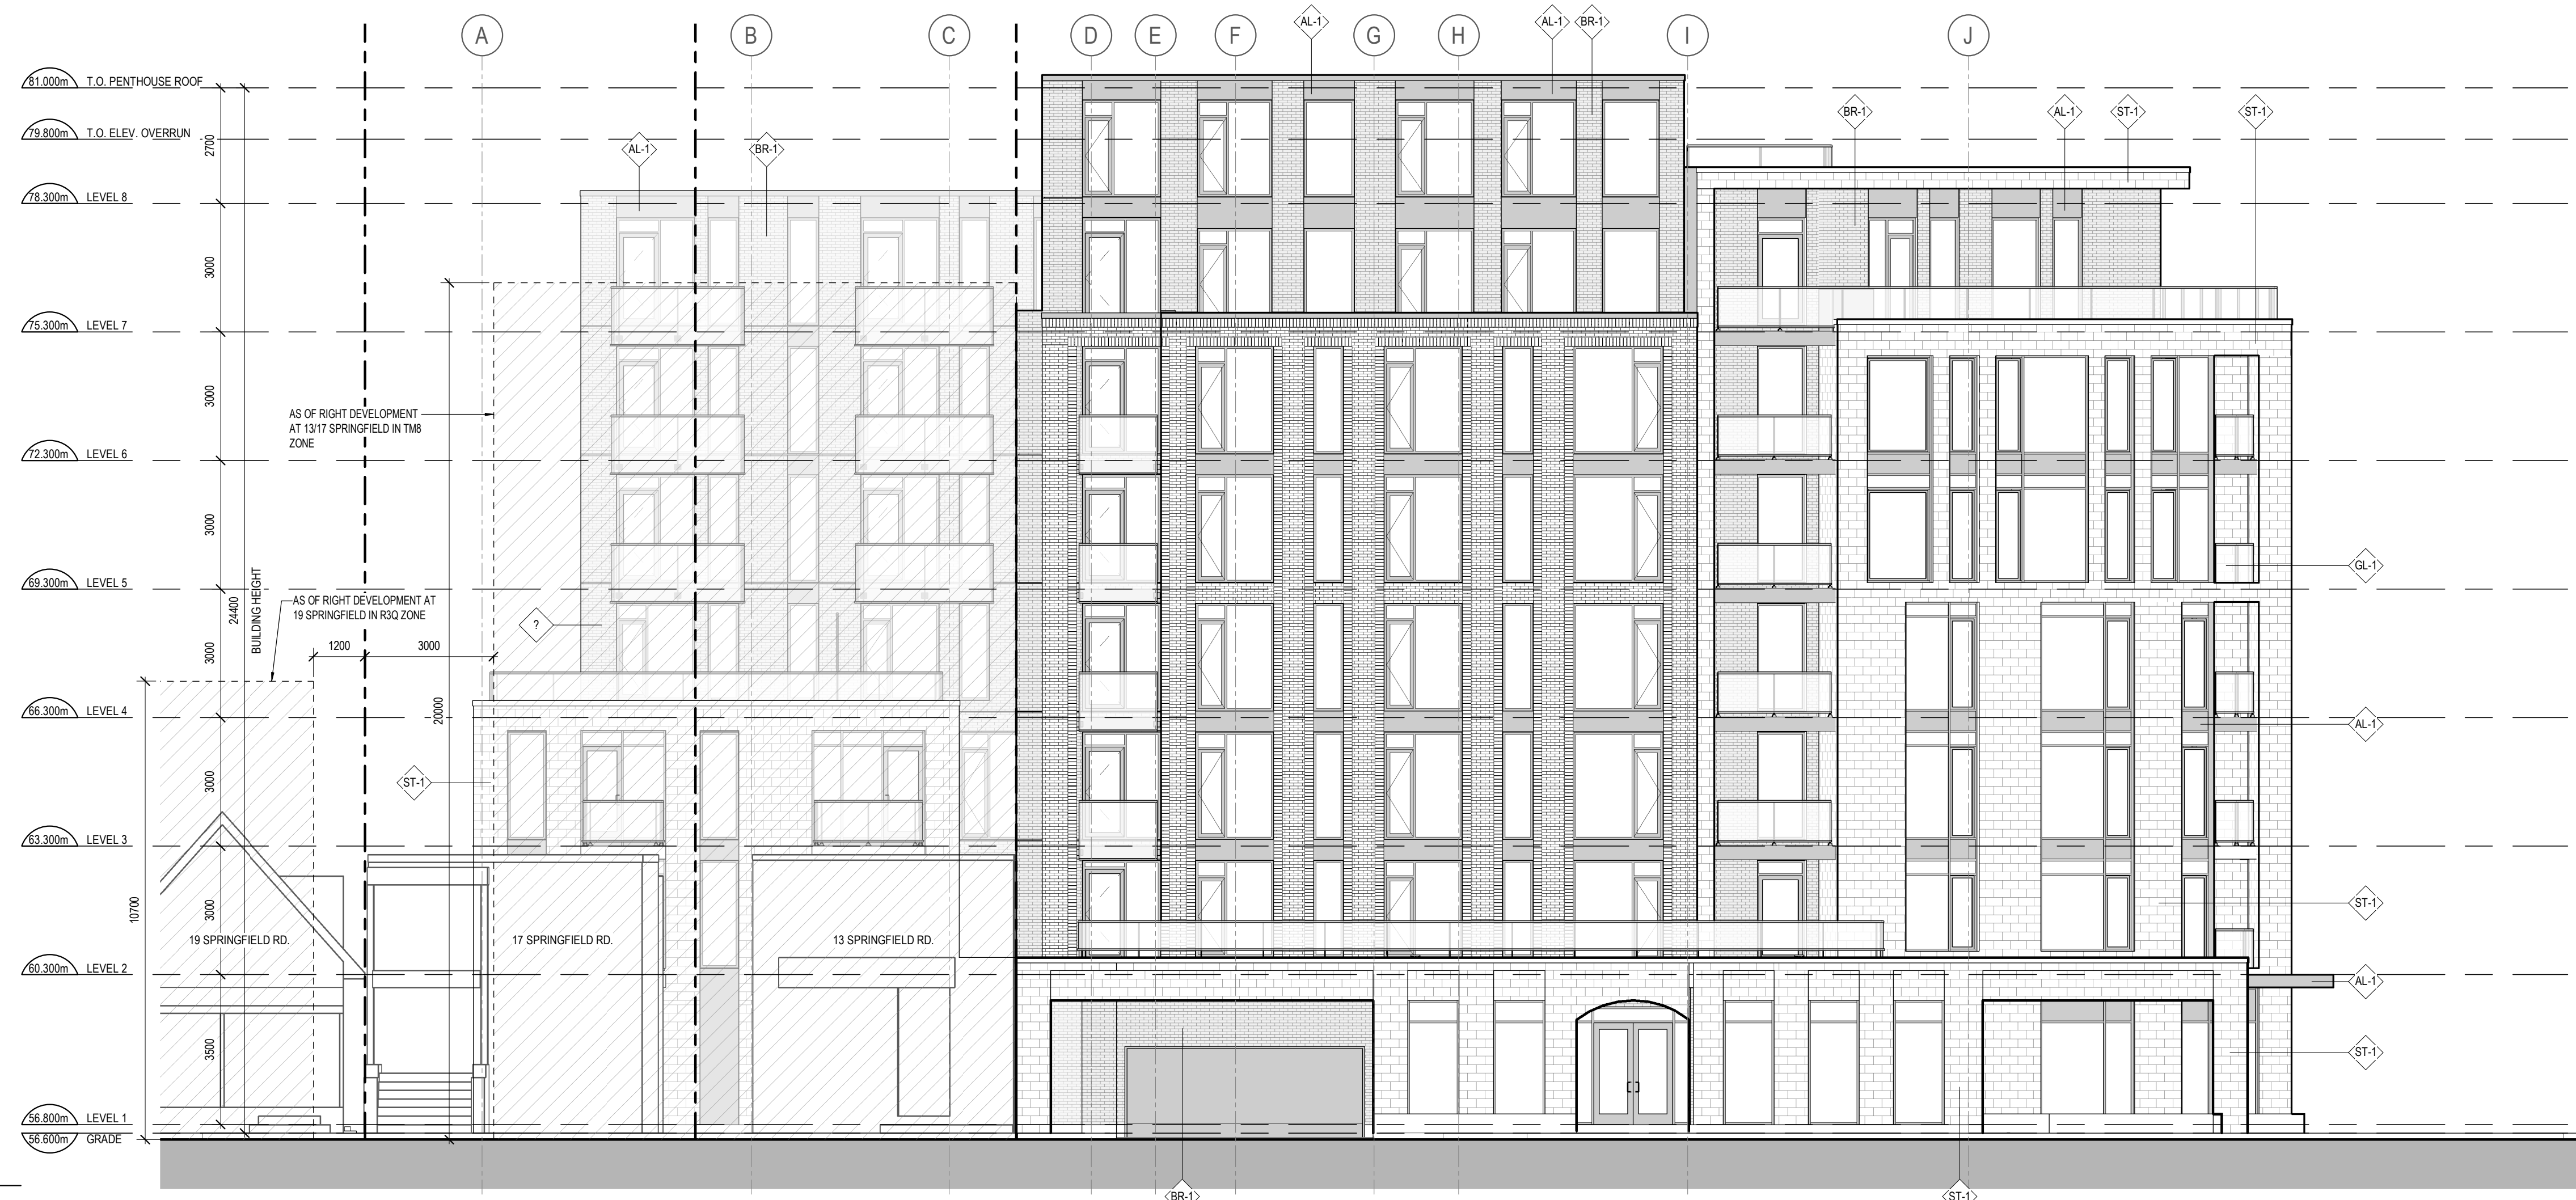 A
B
C
D
E
F
G
H
I
J
AL-1
AL-1
BR-1
81.000m T.O. PENTHOUSE ROOF
79.800m T.O. ELEV. OVERRUN
2700
AL-1
BR-1
BR-1
AL-1
ST-1
ST-1
78.300m LEVEL 8
3000
75.300m LEVEL 7
3000
AS OF RIGHT DEVELOPMENT
AT 13/17 SPRINGFIELD IN TM8
ZONE
72.300m LEVEL 6
3000
69.300m LEVEL 5
GL-1
24400
BUILDING HEIGHT
AS OF RIGHT DEVELOPMENT AT
19 SPRINGFIELD IN R3Q ZONE
?
3000
1200
3000
66.300m LEVEL 4
20000
AL-1
3000
ST-1
63.300m LEVEL 3
10700
3000
ST-1
19 SPRINGFIELD RD.
17 SPRINGFIELD RD.
13 SPRINGFIELD RD.
60.300m LEVEL 2
AL-1
3500
ST-1
56.800m LEVEL 1
56.600m GRADE
BR-1
ST-1